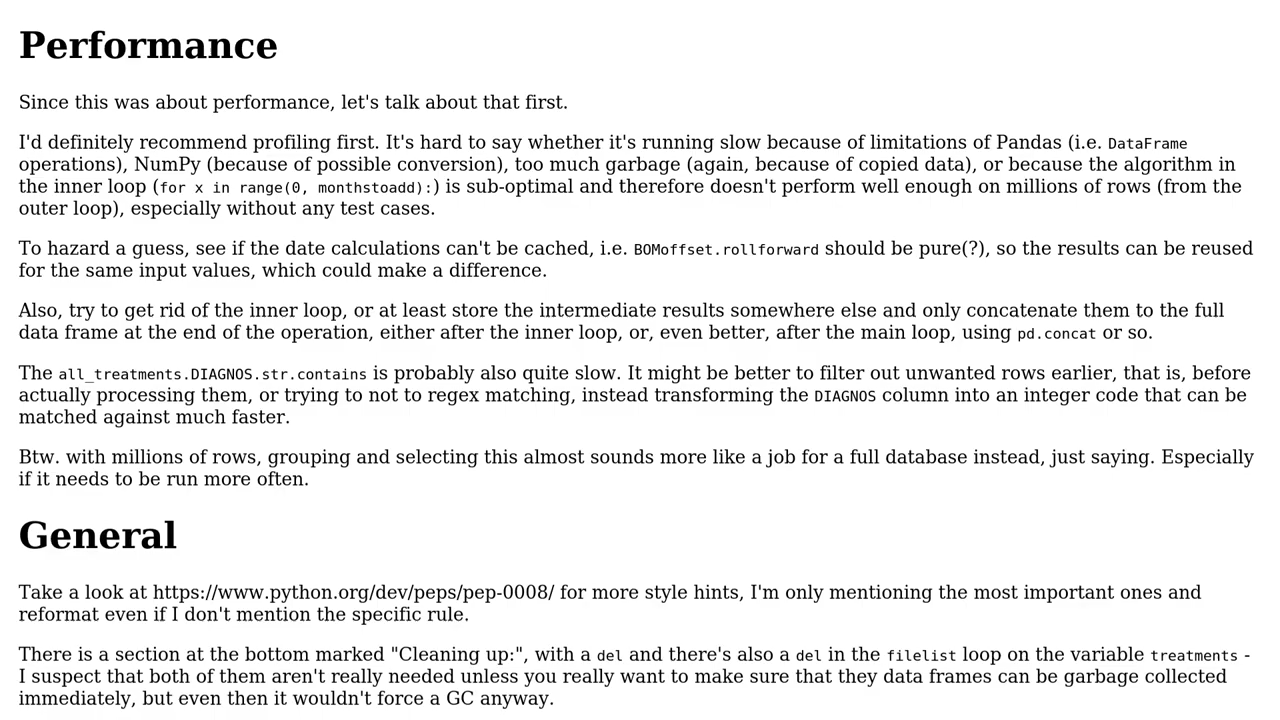 Performance
Since this was about performance, let's talk about that first.
I'd definitely recommend profiling first. It's hard to say whether it's running slow because of limitations of Pandas (i.e. DataFrame
operations), NumPy (because of possible conversion), too much garbage (again, because of copied data), or because the algorithm in
the inner loop (for x in range(0, monthstoadd):) is sub-optimal and therefore doesn't perform well enough on millions of rows (from the
outer loop), especially without any test cases.
To hazard a guess, see if the date calculations can't be cached, i.e. BOMoffset.rollforward should be pure(?), so the results can be reused
for the same input values, which could make a difference.
Also, try to get rid of the inner loop, or at least store the intermediate results somewhere else and only concatenate them to the full
data frame at the end of the operation, either after the inner loop, or, even better, after the main loop, using pd.concat or so.
The all_treatments.DIAGNOS.str.contains is probably also quite slow. It might be better to filter out unwanted rows earlier, that is, before
actually processing them, or trying to not to regex matching, instead transforming the DIAGNOS column into an integer code that can be
matched against much faster.
Btw. with millions of rows, grouping and selecting this almost sounds more like a job for a full database instead, just saying. Especially
if it needs to be run more often.
General
Take a look at https://www.python.org/dev/peps/pep-0008/ for more style hints, I'm only mentioning the most important ones and
reformat even if I don't mention the specific rule.
There is a section at the bottom marked "Cleaning up:", with a del and there's also a del in the filelist loop on the variable treatments -
I suspect that both of them aren't really needed unless you really want to make sure that they data frames can be garbage collected
immediately, but even then it wouldn't force a GC anyway.